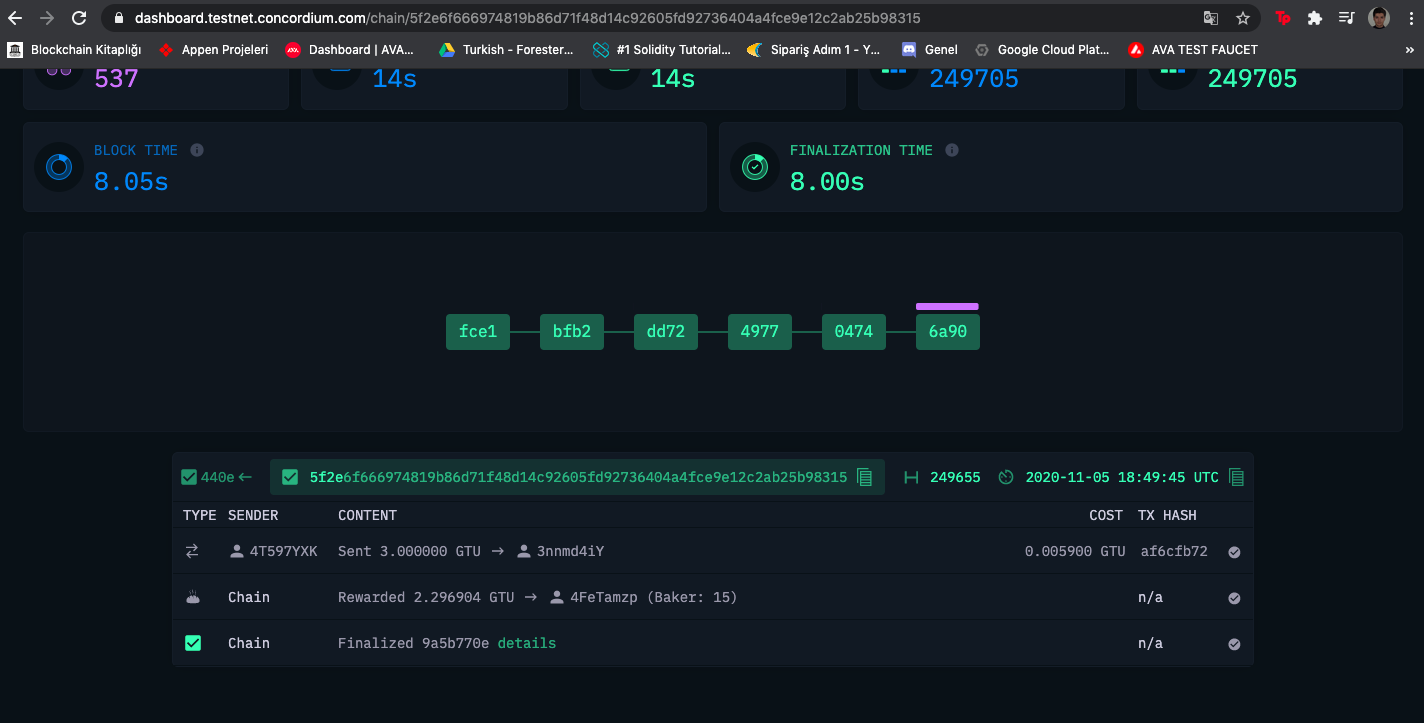 dashboard.testnet.concordium.com/chain/5f2e6f666974819b86d71f48d14c92605fd92736404a4fce9e12c2ab25b98315
Blockchain Kitaplığı Appen Projeleri Dashboard | AVA... Turkish - Forester... #1 Solidity Tutorial... Sipariş Adım 1 - Y... Genel Google Cloud Plat... AVA TEST FAUCET »
537 14s 14s 249705 249705
BLOCK TIME FINALIZATION TIME
8.05s 8.00s
fce1 bfb2 dd72 4977 0474 6a90
440e ← 5f2e6f666974819b86d71f48d14c92605fd92736404a4fce9e12c2ab25b98315 249655 2020-11-05 18:49:45 UTC
TYPE SENDER CONTENT COST TX HASH
4T597YXK Sent 3.000000 GTU → 3nnmd4iY 0.005900 GTU af6cfb72
Chain Rewarded 2.296904 GTU → 4FeTamzp (Baker: 15) n/a
Chain Finalized 9a5b770e details n/a